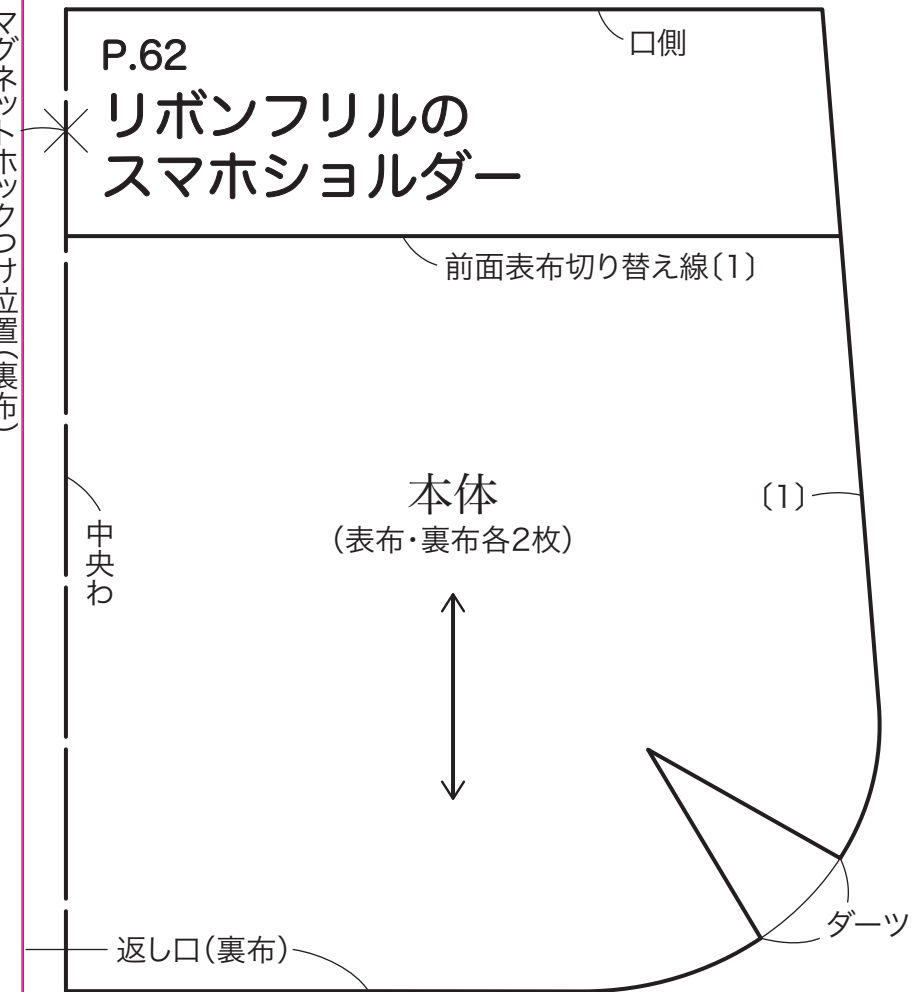 P.62
リボンフリルの
スマホショルダー
口側
マグネットホックつけ位置(裏布)
前面表布切り替え線〔1〕
本体
(表布・裏布各2枚)
〔1〕
中央わ
ダーツ
返し口(裏布)